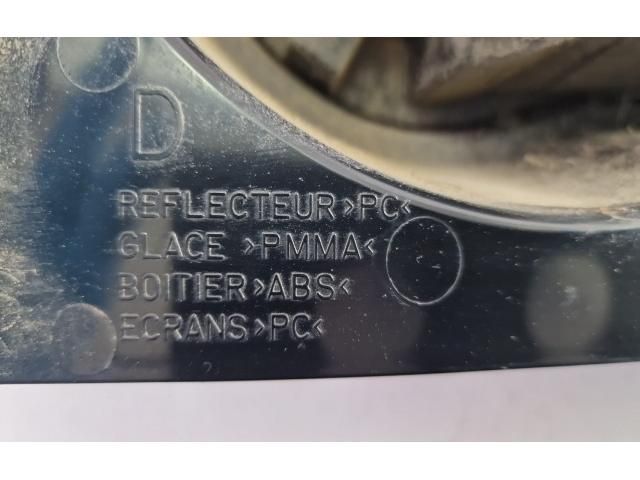 D
REFLECTEUR >PC<
GLACE >PMMA<
BOITIER >ABS<
ECRANS >PC<